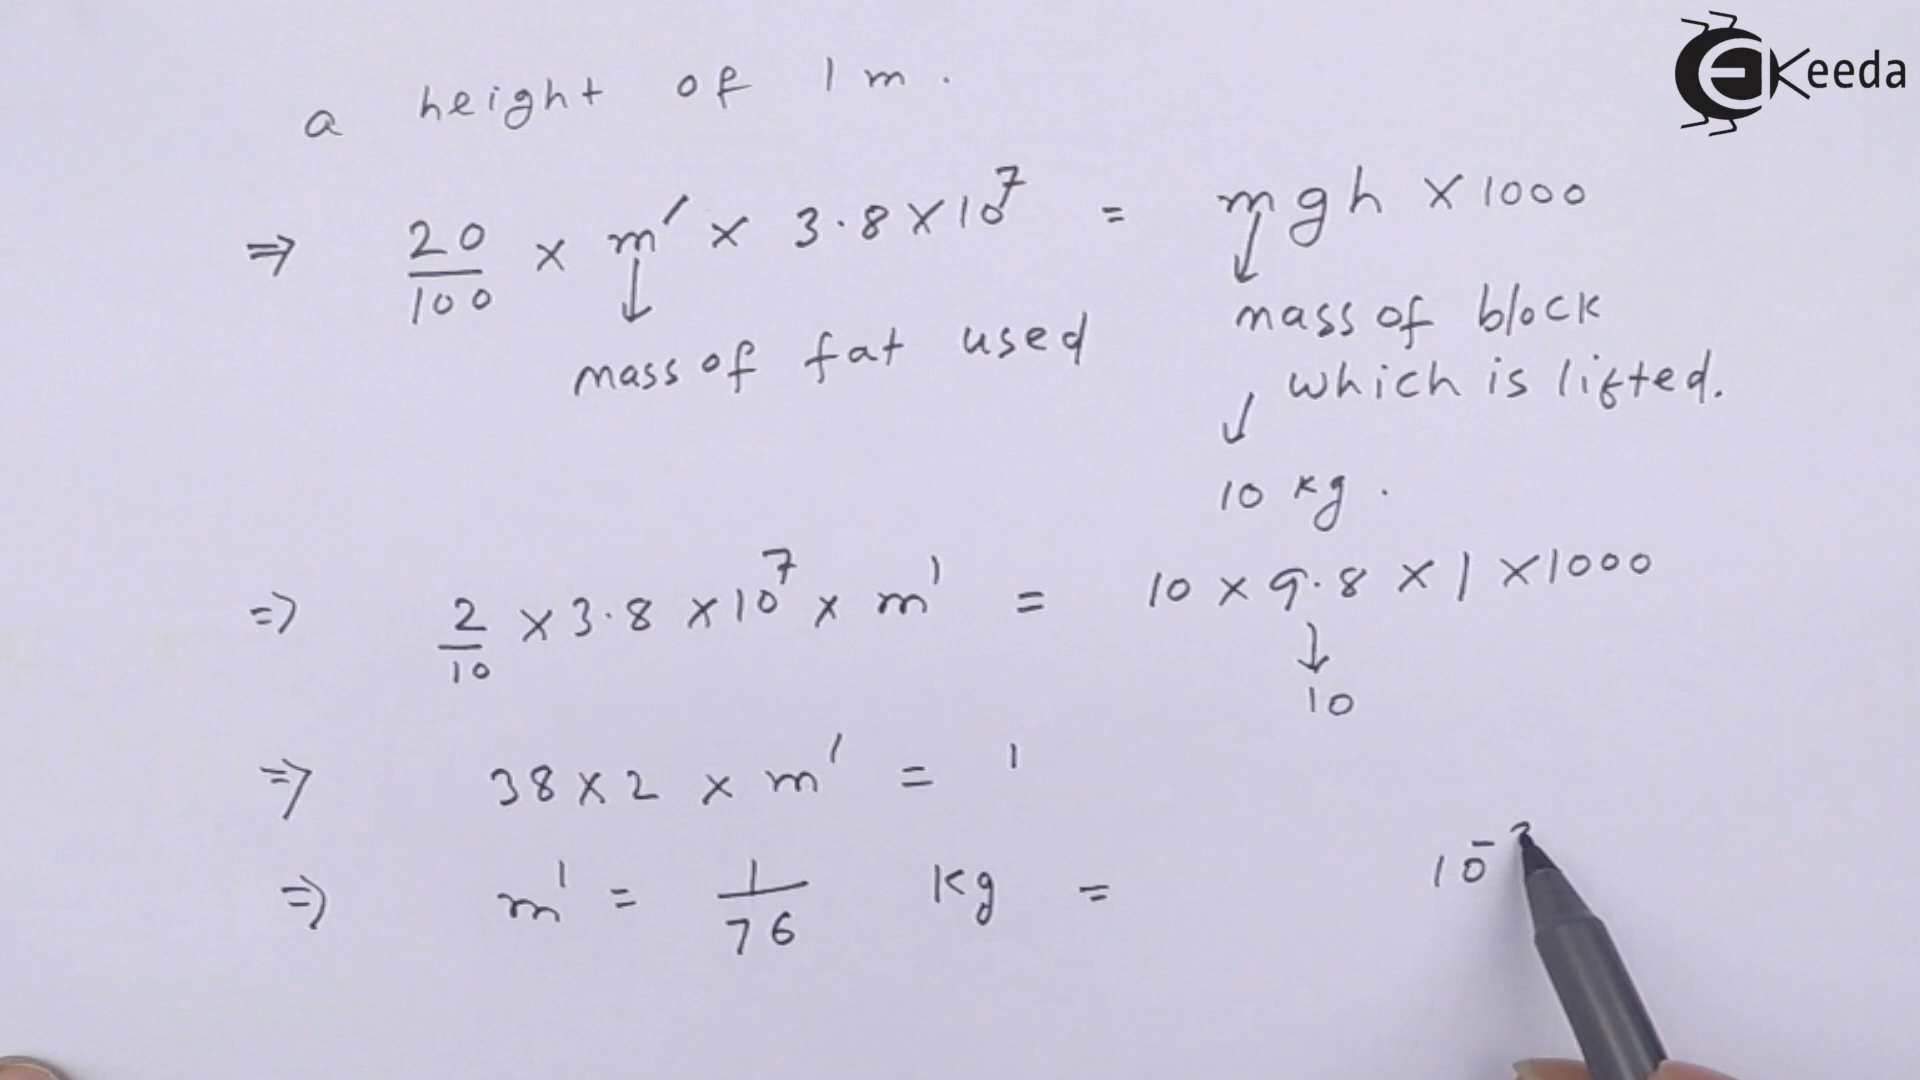 EKeeda
a height of 1 m.
⇒ 20/100 × m' × 3.8 × 10^7 = mgh × 1000
↓ ↓
mass of fat used mass of block
which is lifted.
↓
10 kg.
⇒ 2/10 × 3.8 × 10^7 × m' = 10 × 9.8 × 1 × 1000
↓
10
⇒ 38 × 2 × m' = 1
⇒ m' = 1/76 kg = 10^-